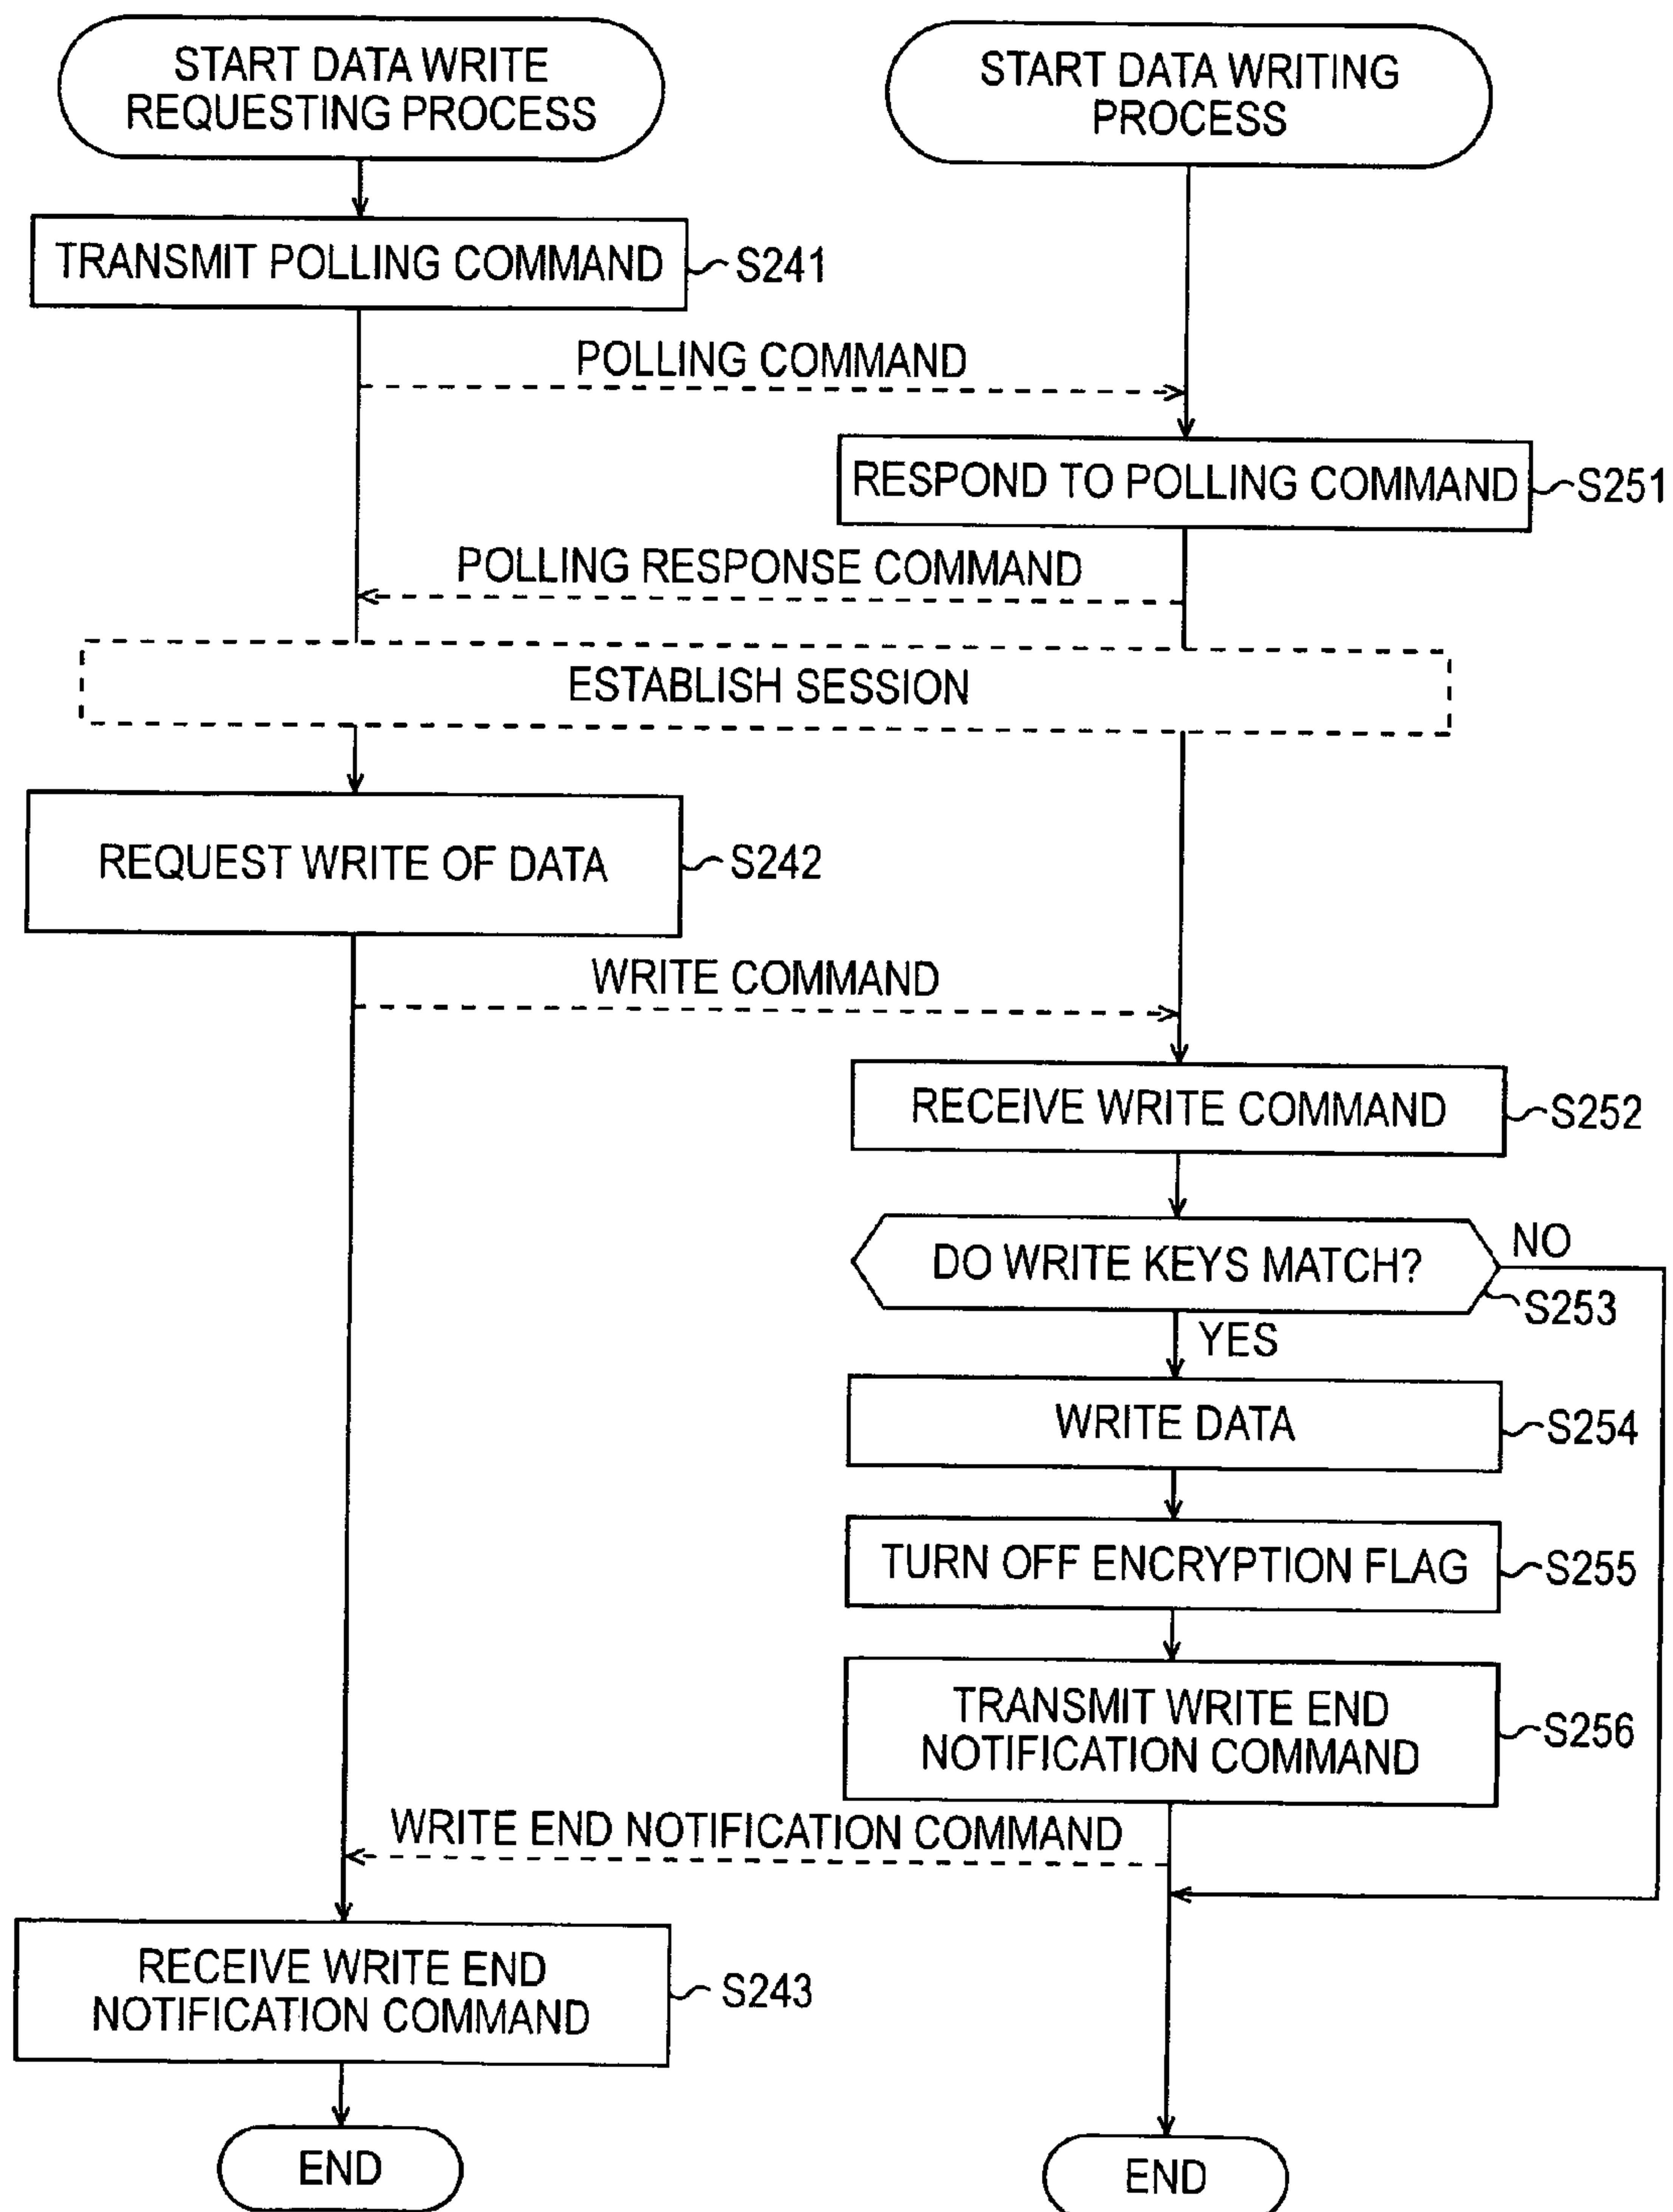 START DATA WRITE
REQUESTING PROCESS
START DATA WRITING
PROCESS
TRANSMIT POLLING COMMAND
S241
POLLING COMMAND
RESPOND TO POLLING COMMAND
S251
POLLING RESPONSE COMMAND
ESTABLISH SESSION
REQUEST WRITE OF DATA
S242
WRITE COMMAND
RECEIVE WRITE COMMAND
S252
DO WRITE KEYS MATCH?
NO
S253
YES
WRITE DATA
S254
TURN OFF ENCRYPTION FLAG
S255
TRANSMIT WRITE END
NOTIFICATION COMMAND
S256
WRITE END NOTIFICATION COMMAND
RECEIVE WRITE END
NOTIFICATION COMMAND
S243
END
END